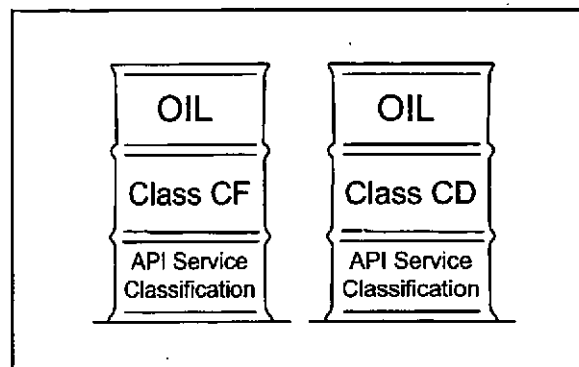 OIL
Class CF
API Service
Classification
OIL
Class CD
API Service
Classification